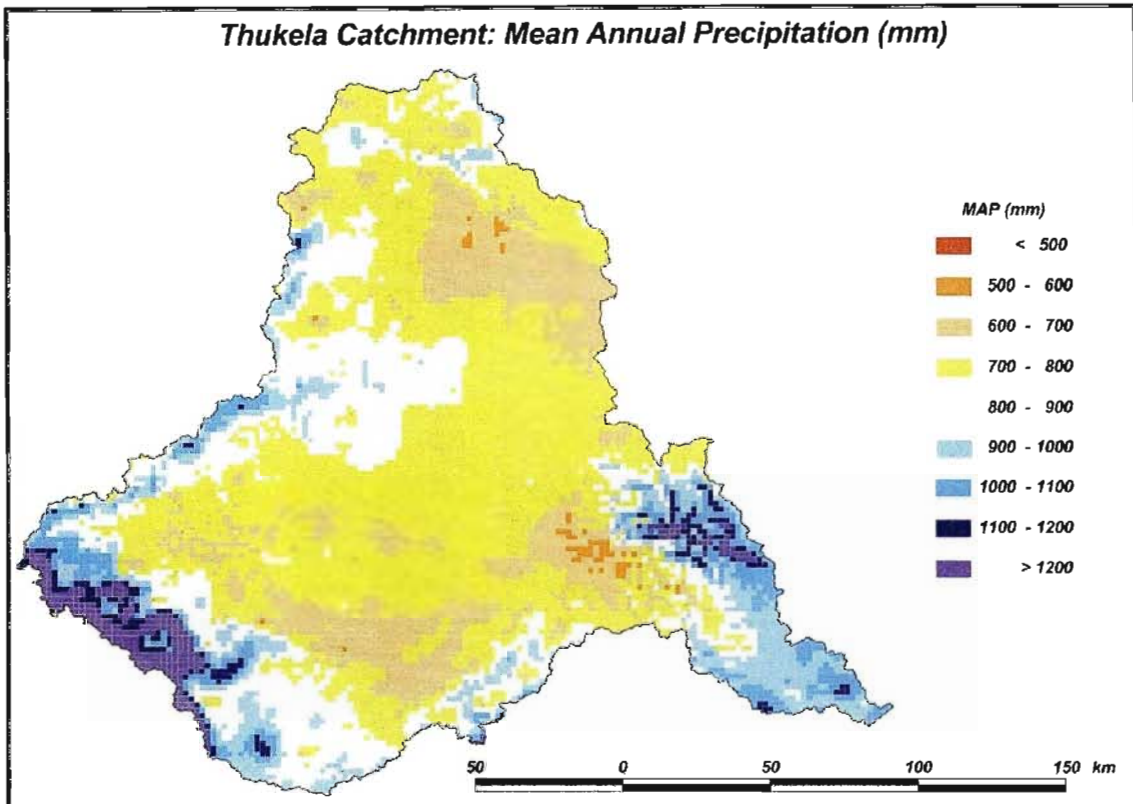 Thukela Catchment: Mean Annual Precipitation (mm)
MAP (mm)
< 500
500 - 600
600 - 700
700 - 800
800 - 900
900 - 1000
1000 - 1100
1100 - 1200
> 1200
50 0 50 100 150 km